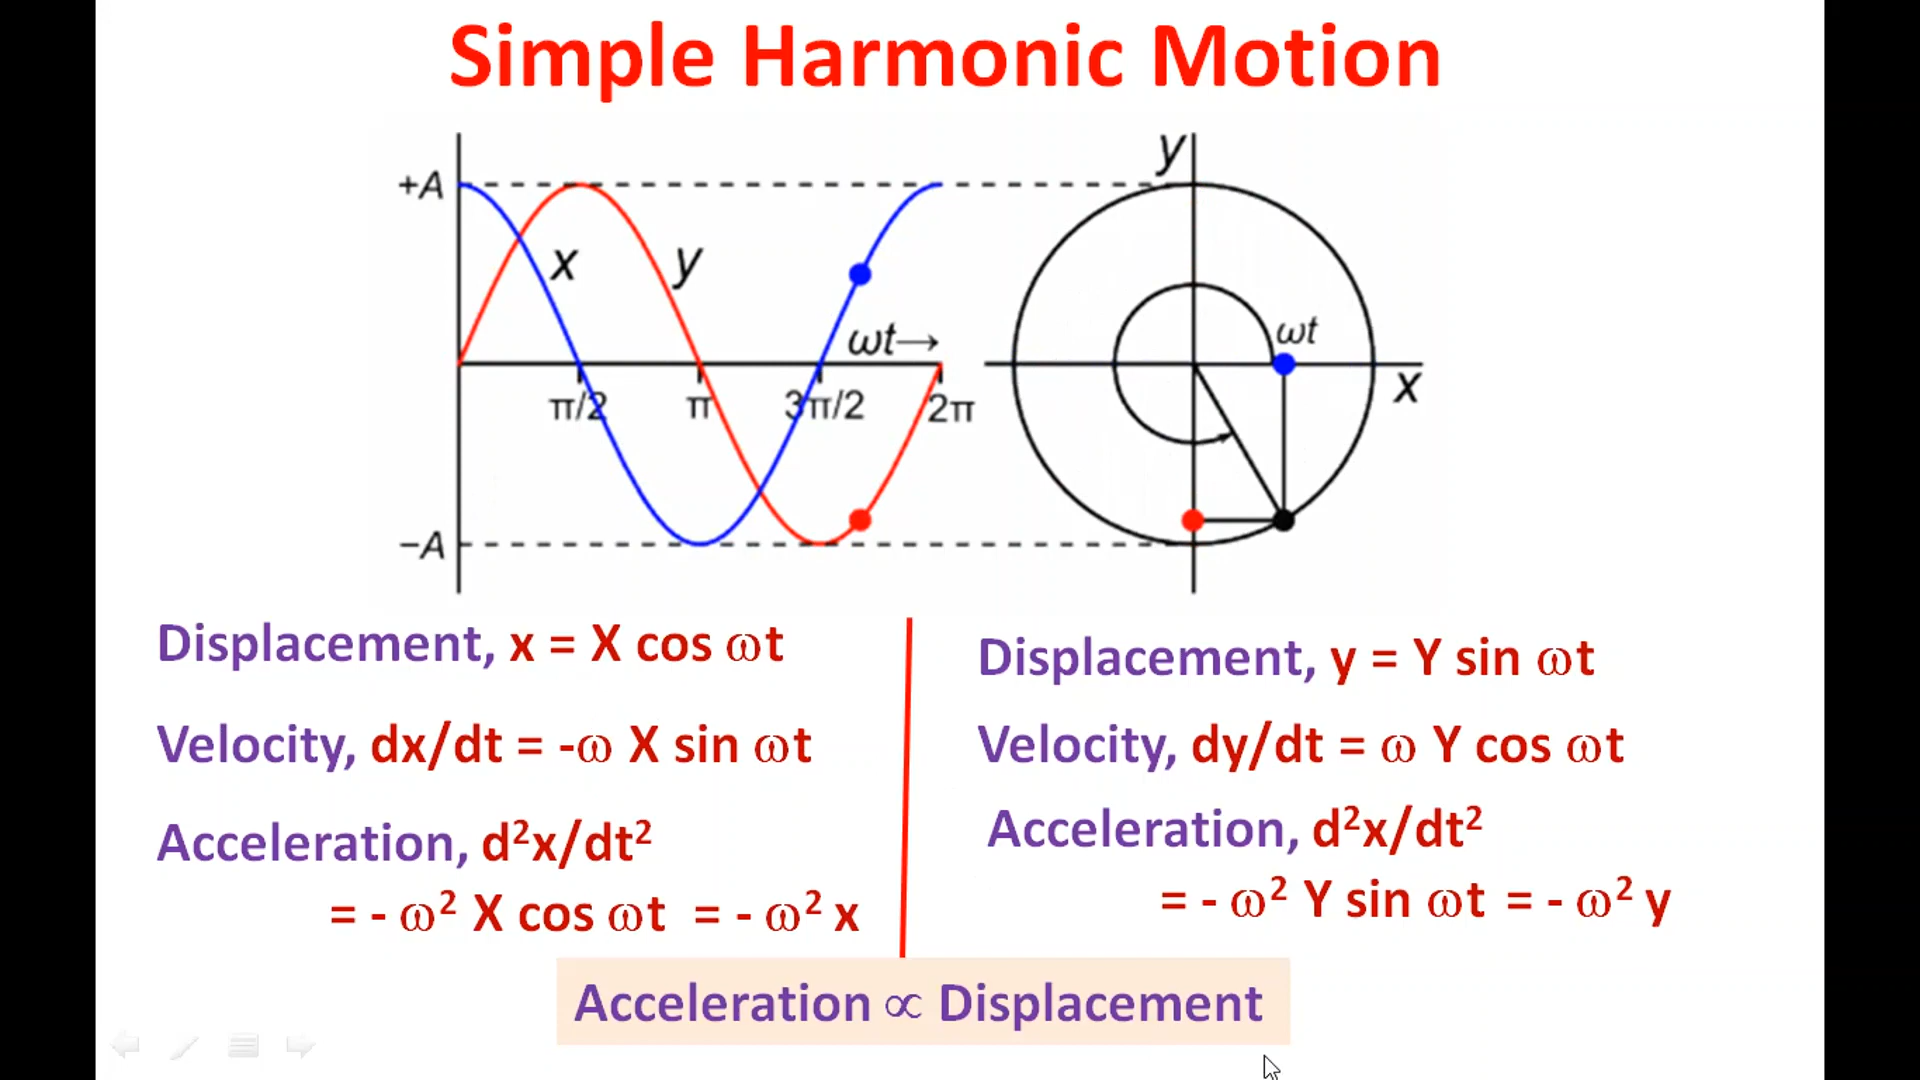 Simple Harmonic Motion
+A
x
y
ωt→
π/2
π
3π/2
2π
−A
y
ωt
x
Displacement, x = X cos ωt
Velocity, dx/dt = -ω X sin ωt
Acceleration, d²x/dt²
= - ω² X cos ωt = - ω² x
Displacement, y = Y sin ωt
Velocity, dy/dt = ω Y cos ωt
Acceleration, d²x/dt²
= - ω² Y sin ωt = - ω² y
Acceleration ∝ Displacement